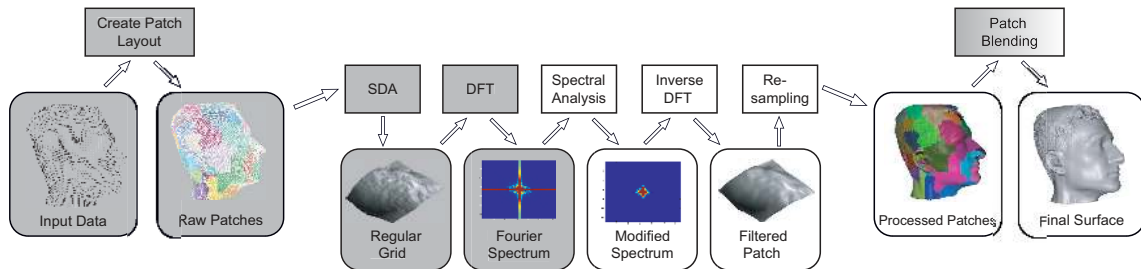 Create Patch
Layout
Input Data
Raw Patches
SDA
DFT
Spectral
Analysis
Inverse
DFT
Re-
sampling
Regular
Grid
Fourier
Spectrum
Modified
Spectrum
Filtered
Patch
Patch
Blending
Processed Patches
Final Surface